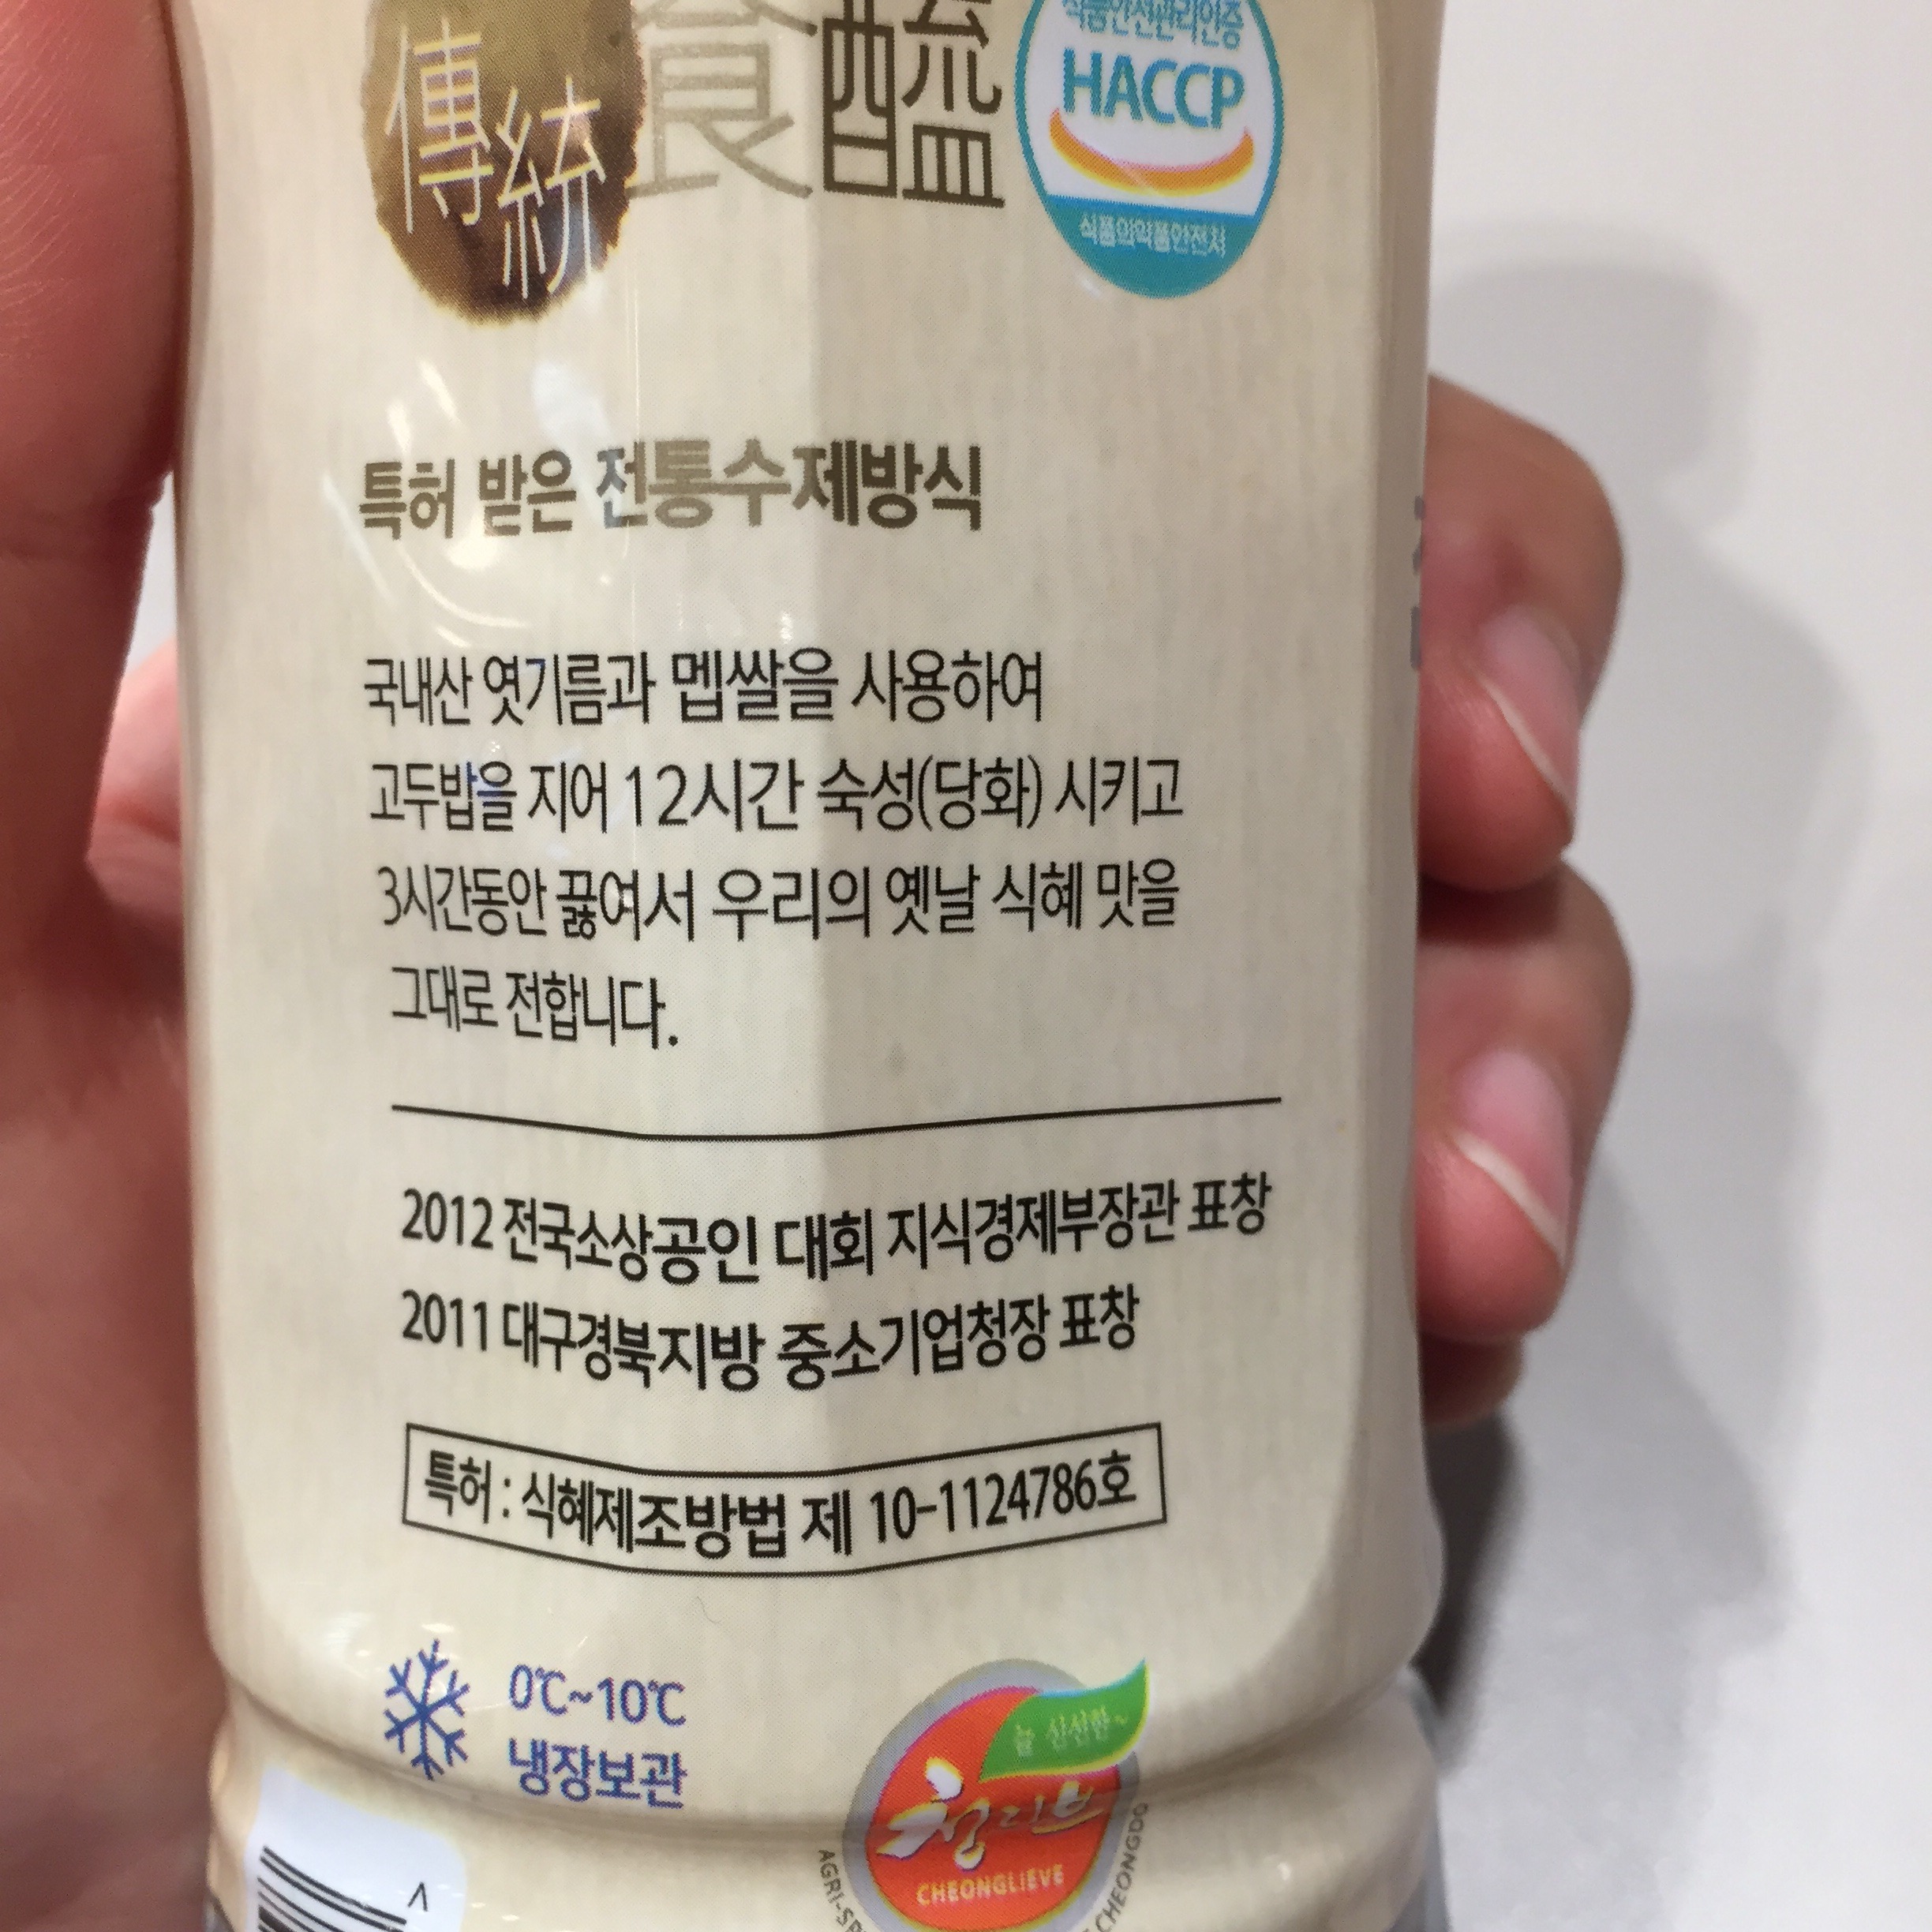 傳統 食醯
식품안전관리인증
HACCP
식품의약품안전처
특허 받은 전통수제방식
국내산 엿기름과 멥쌀을 사용하여
고두밥을 지어 12시간 숙성(당화) 시키고
3시간동안 끓여서 우리의 옛날 식혜 맛을
그대로 전합니다.
2012 전국소상공인 대회 지식경제부장관 표창
2011 대구경북지방 중소기업청장 표창
특허 : 식혜제조방법 제 10-1124786호
0℃~10℃
냉장보관
늘 신선한~
청리브
CHEONGLIEVE
CHEONGDO